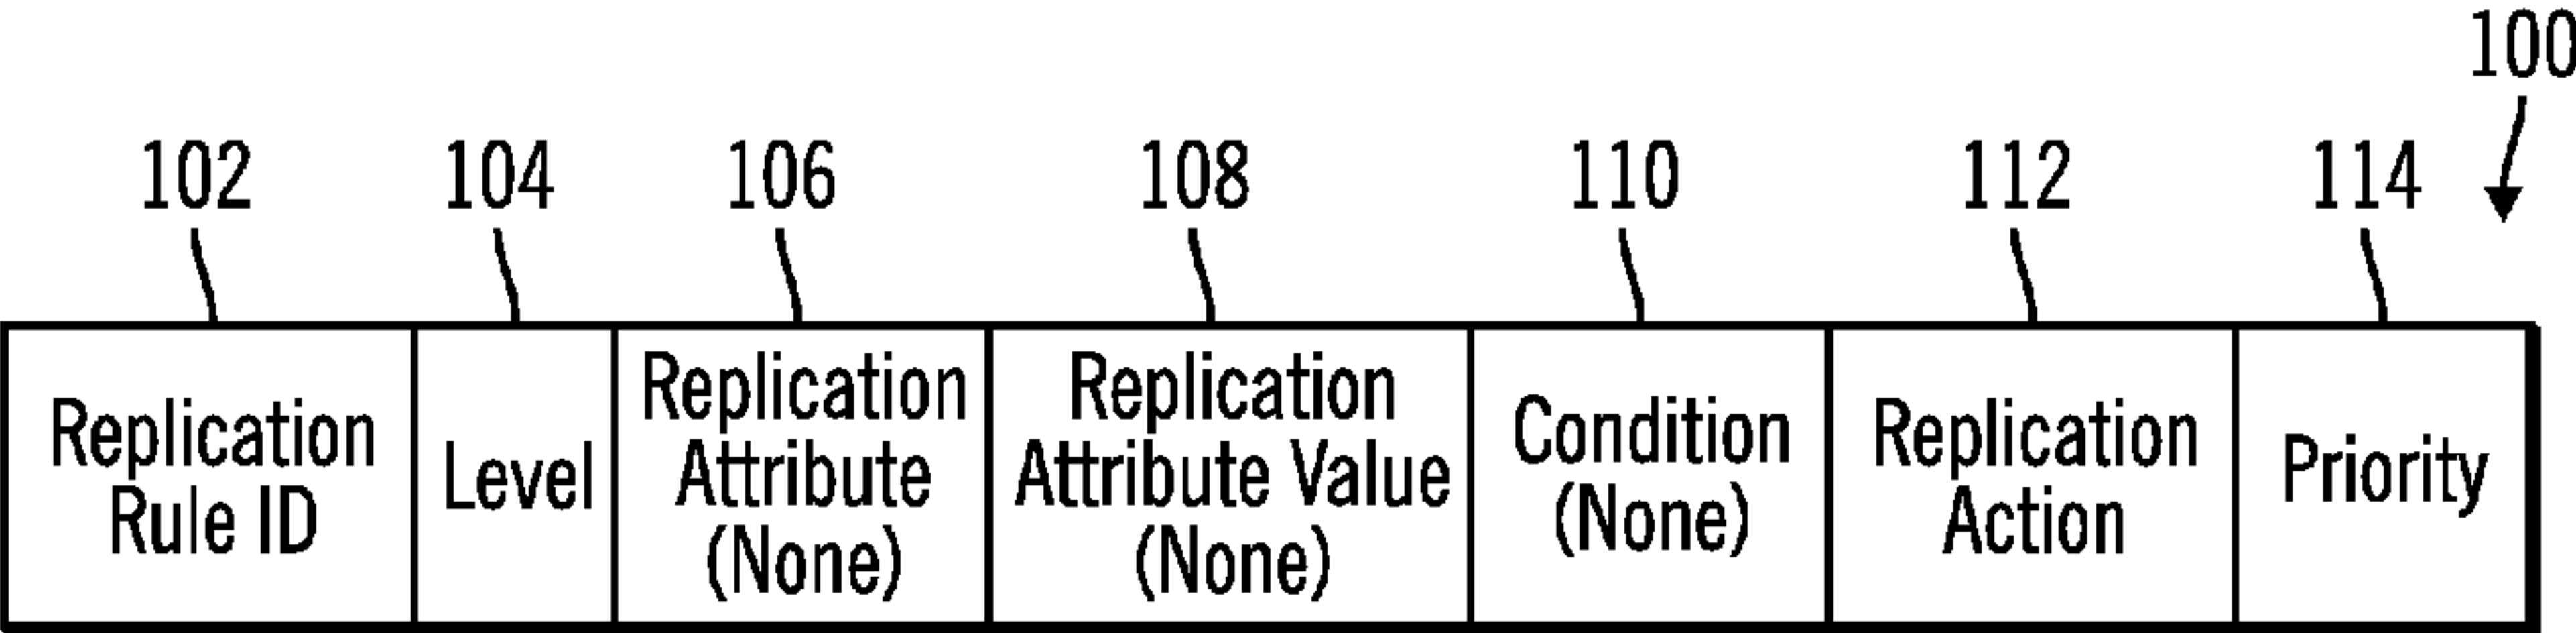 100
102 104 106 108 110 112 114
Replication
Rule ID
Level
Replication
Attribute
(None)
Replication
Attribute Value
(None)
Condition
(None)
Replication
Action
Priority